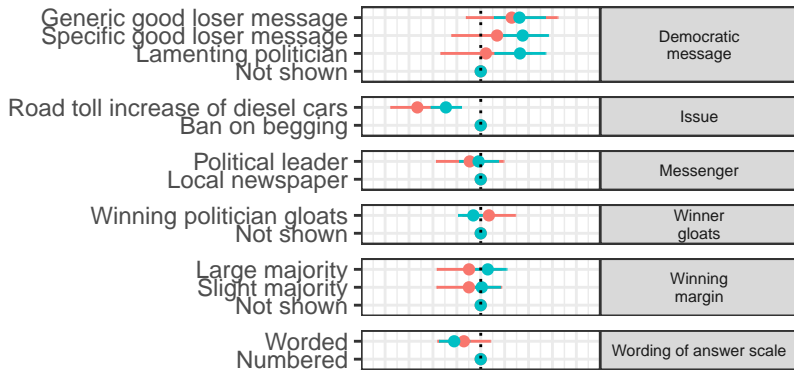 Generic good loser message
Specific good loser message
Lamenting politician
Not shown
Democratic
message
Road toll increase of diesel cars
Ban on begging
Issue
Political leader
Local newspaper
Messenger
Winning politician gloats
Not shown
Winner
gloats
Large majority
Slight majority
Not shown
Winning
margin
Worded
Numbered
Wording of answer scale